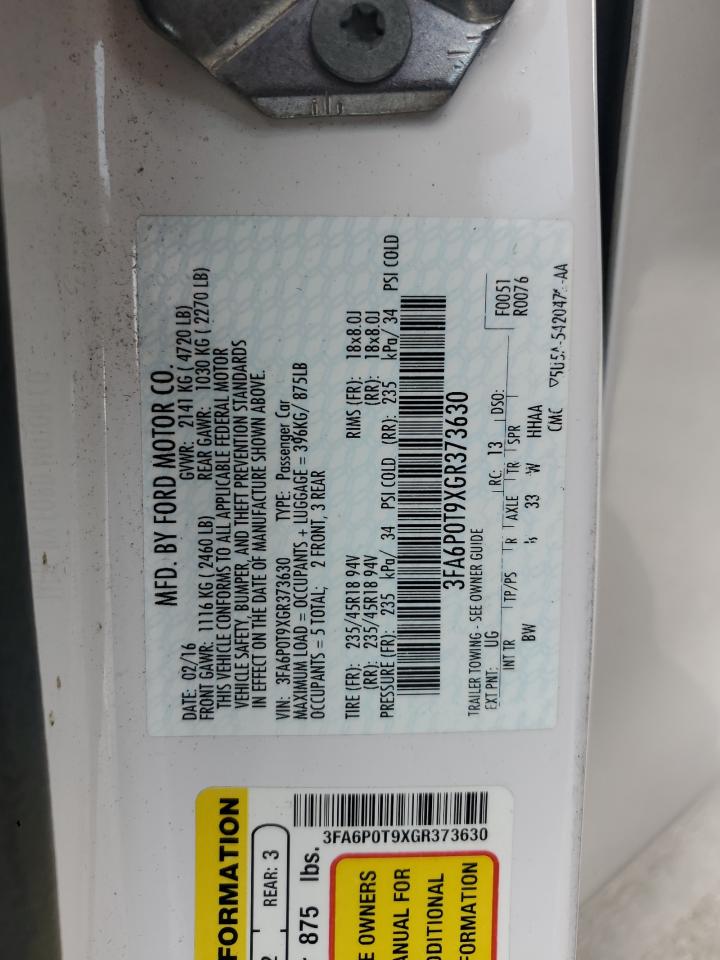 MFD. BY FORD MOTOR CO.
DATE: 02/16 GVWR: 2141 KG ( 4720 LB)
FRONT GAWR: 1116 KG ( 2460 LB) REAR GAWR: 1030 KG ( 2270 LB)
THIS VEHICLE CONFORMS TO ALL APPLICABLE FEDERAL MOTOR
VEHICLE SAFETY, BUMPER, AND THEFT PREVENTION STANDARDS
IN EFFECT ON THE DATE OF MANUFACTURE SHOWN ABOVE.
VIN: 3FA6P0T9XGR373630 TYPE: Passenger Car
MAXIMUM LOAD = OCCUPANTS + LUGGAGE = 396KG/ 875LB
OCCUPANTS = 5 TOTAL; 2 FRONT, 3 REAR
TIRE (FR): 235/45R18 94V RIMS (FR): 18x8.0J
(RR): 235/45R18 94V (RR): 18x8.0J
PRESSURE (FR): 235 kPa/ 34 PSI COLD (RR): 235 kPa/ 34 PSI COLD
3FA6P0T9XGR373630
TRAILER TOWING - SEE OWNER GUIDE F0051
EXT PNT: UG RC: 13 DSO: R0076
INT TR TP/PS R AXLE TR SPR
BW 33 W HHAA
CMC
FORMATION
REAR: 3
875 lbs.
3FA6P0T9XGR373630
E OWNERS
ANUAL FOR
DDITIONAL
FORMATION